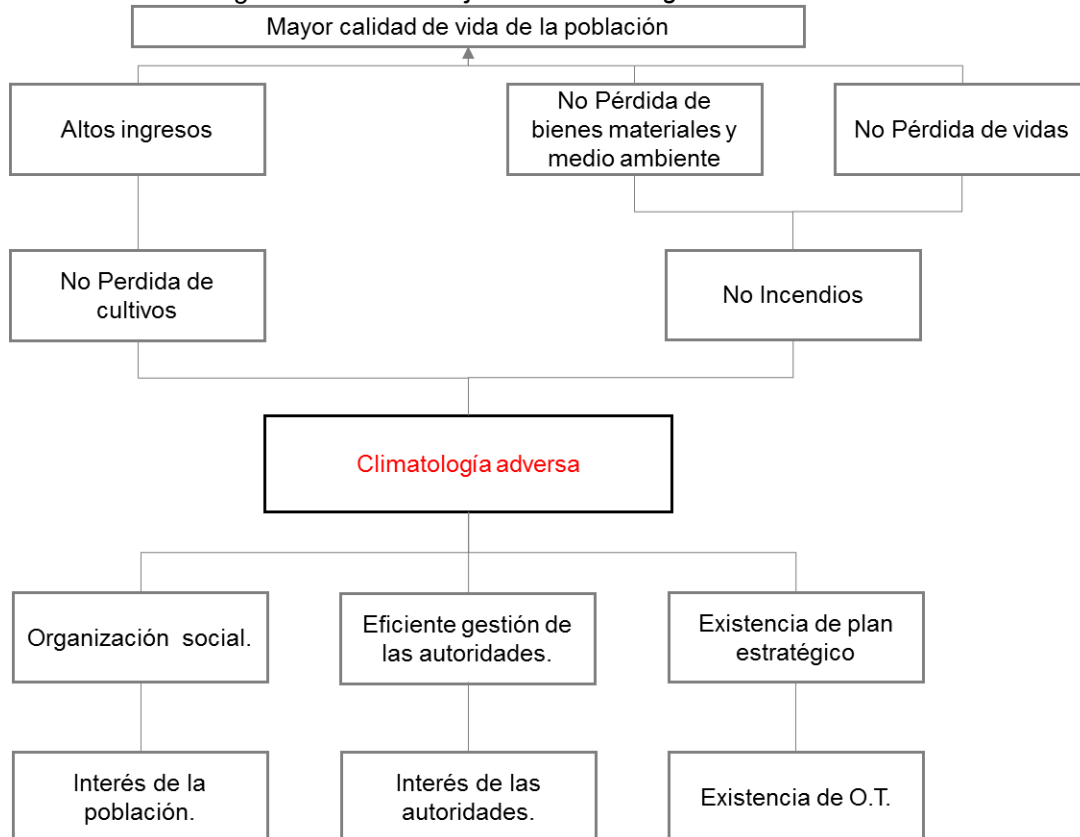 Mayor calidad de vida de la población
Altos ingresos
No Pérdida de
bienes materiales y
medio ambiente
No Pérdida de vidas
No Perdida de
cultivos
No Incendios
Climatología adversa
Organización social.
Eficiente gestión de
las autoridades.
Existencia de plan
estratégico
Interés de la
población.
Interés de las
autoridades.
Existencia de O.T.